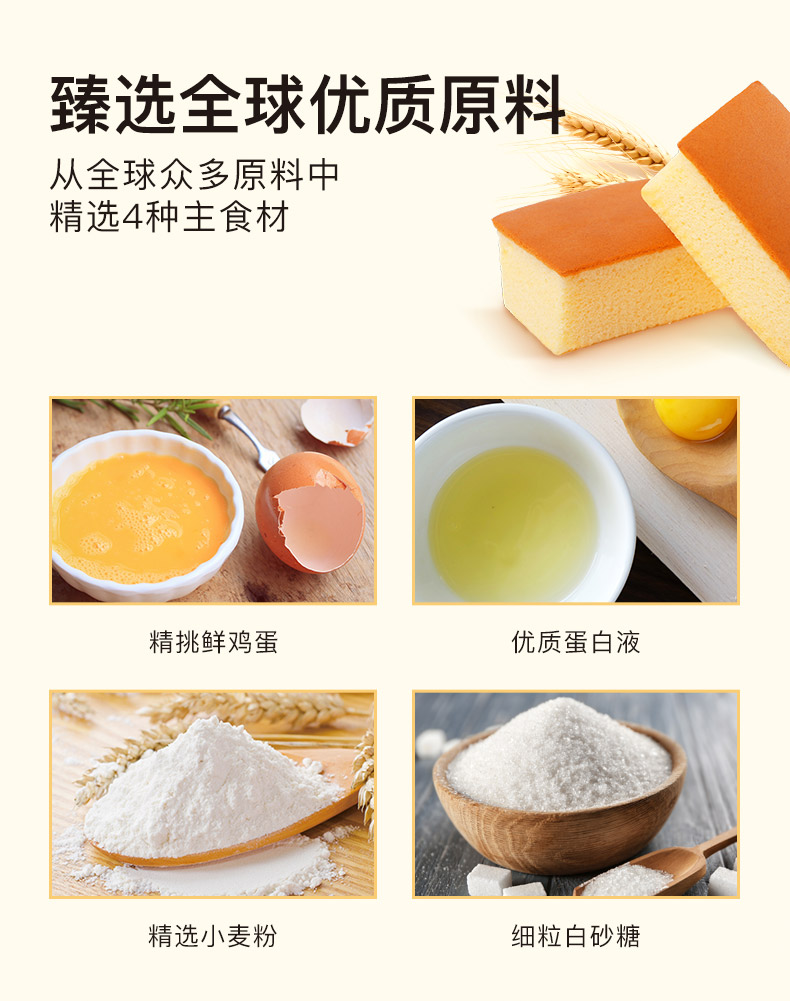 臻选全球优质原料
从全球众多原料中
精选4种主食材
精挑鲜鸡蛋
优质蛋白液
精选小麦粉
细粒白砂糖